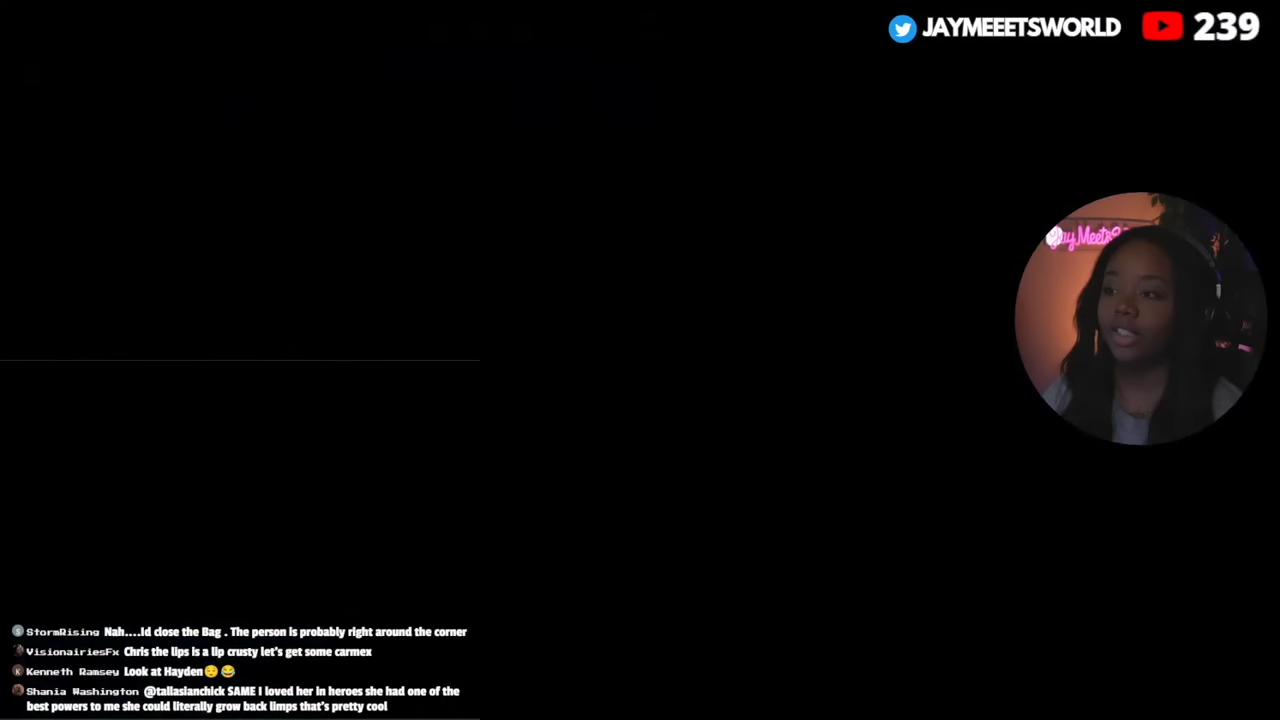 JAYMEEETSWORLD 239
Jay Meets
StormRising Nah....Id close the Bag . The person is probably right around the corner
VisionairiesFx Chris the lips is a lip crusty let's get some carmex
Kenneth Ramsey Look at Hayden😌😂
Shania Washington @tallasianchick SAME I loved her in heroes she had one of the
best powers to me she could literally grow back limps that's pretty cool